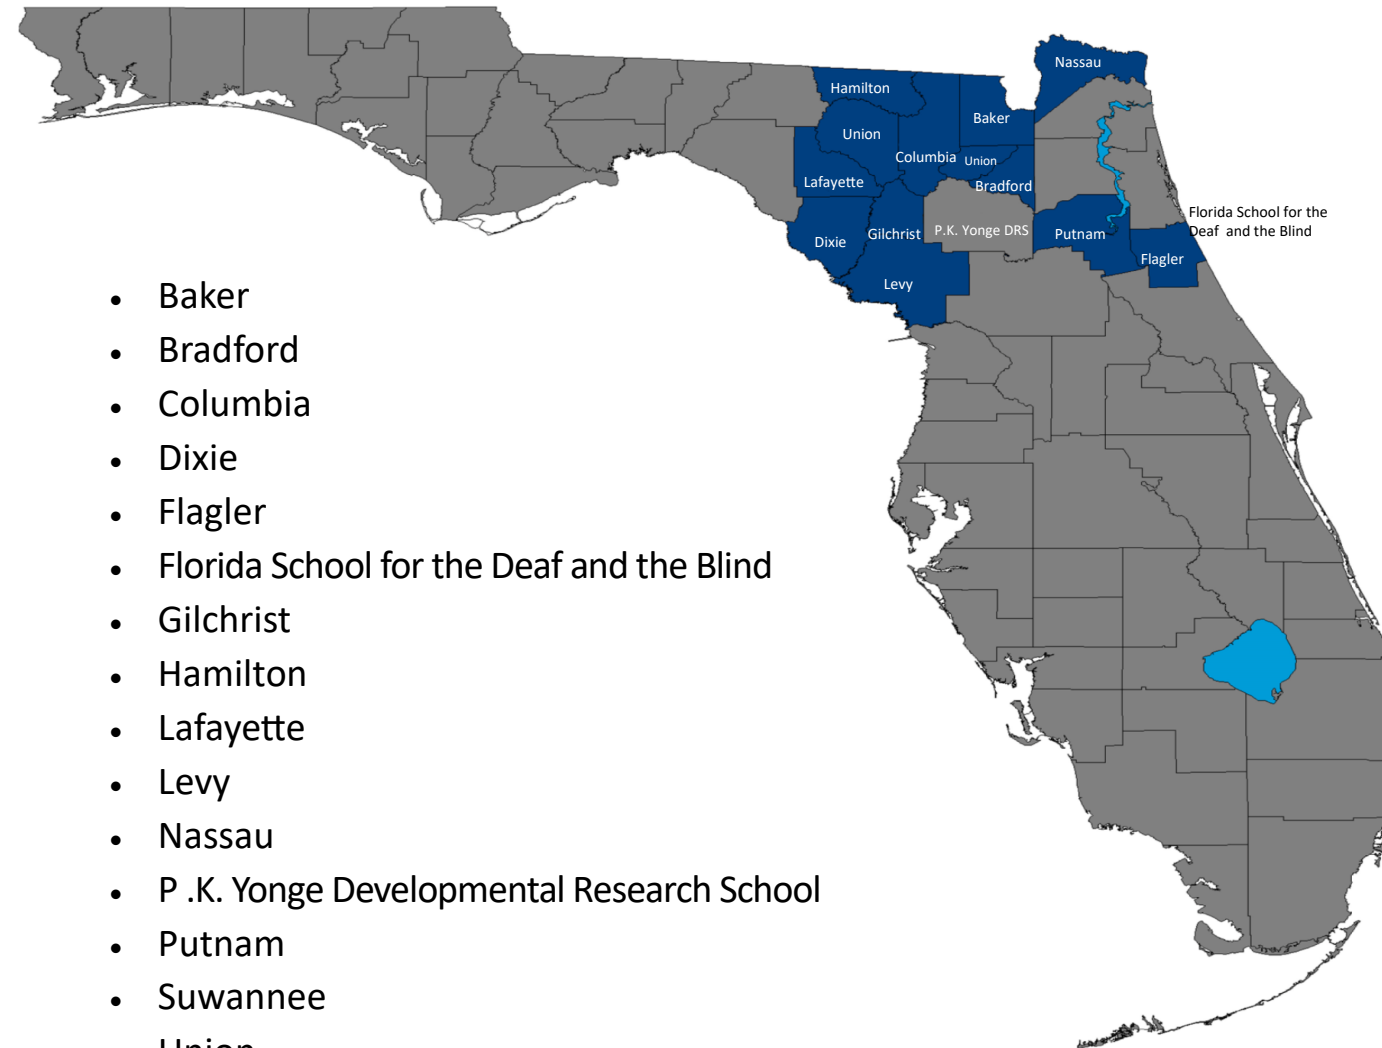 Nassau
Hamilton
Baker
Union
Columbia
Union
Lafayette
Bradford
Florida School for the
Deaf and the Blind
Dixie
Gilchrist
P.K. Yonge DRS
Putnam
Flagler
Levy
• Baker
• Bradford
• Columbia
• Dixie
• Flagler
• Florida School for the Deaf and the Blind
• Gilchrist
• Hamilton
• Lafayette
• Levy
• Nassau
• P .K. Yonge Developmental Research School
• Putnam
• Suwannee
• Union